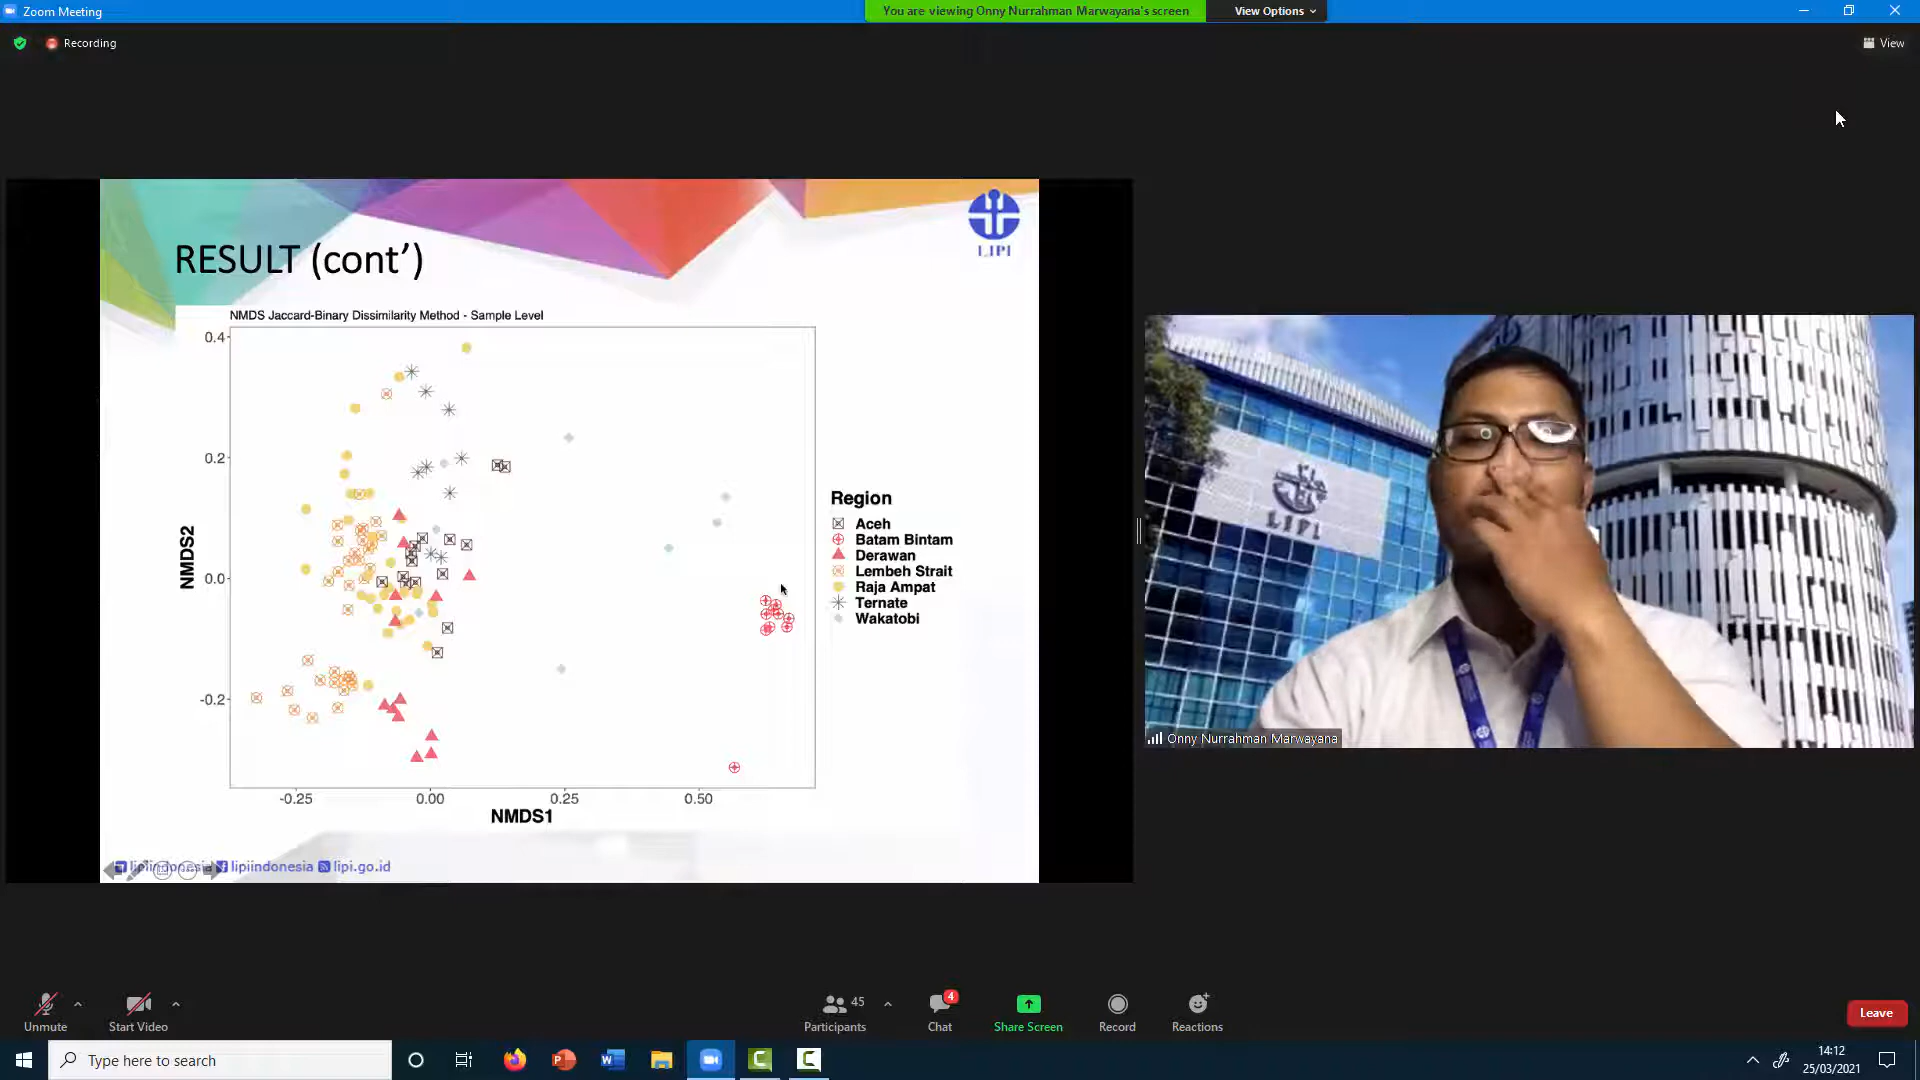 Zoom Meeting
You are viewing Onny Nurrahman Marwayana's screen
View Options
Recording
View
LIPI
RESULT (cont’)
NMDS Jaccard-Binary Dissimilarity Method - Sample Level
0.4
0.2
0.0
-0.2
NMDS2
-0.25
0.00
0.25
0.50
NMDS1
Region
Aceh
Batam Bintam
Derawan
Lembeh Strait
Raja Ampat
Ternate
Wakatobi
lipiindonesia lipiindonesia lipi.go.id
LIPI
Onny Nurrahman Marwayana
Unmute
Start Video
45
Participants
4
Chat
Share Screen
Record
Reactions
Leave
Type here to search
14:12
25/03/2021